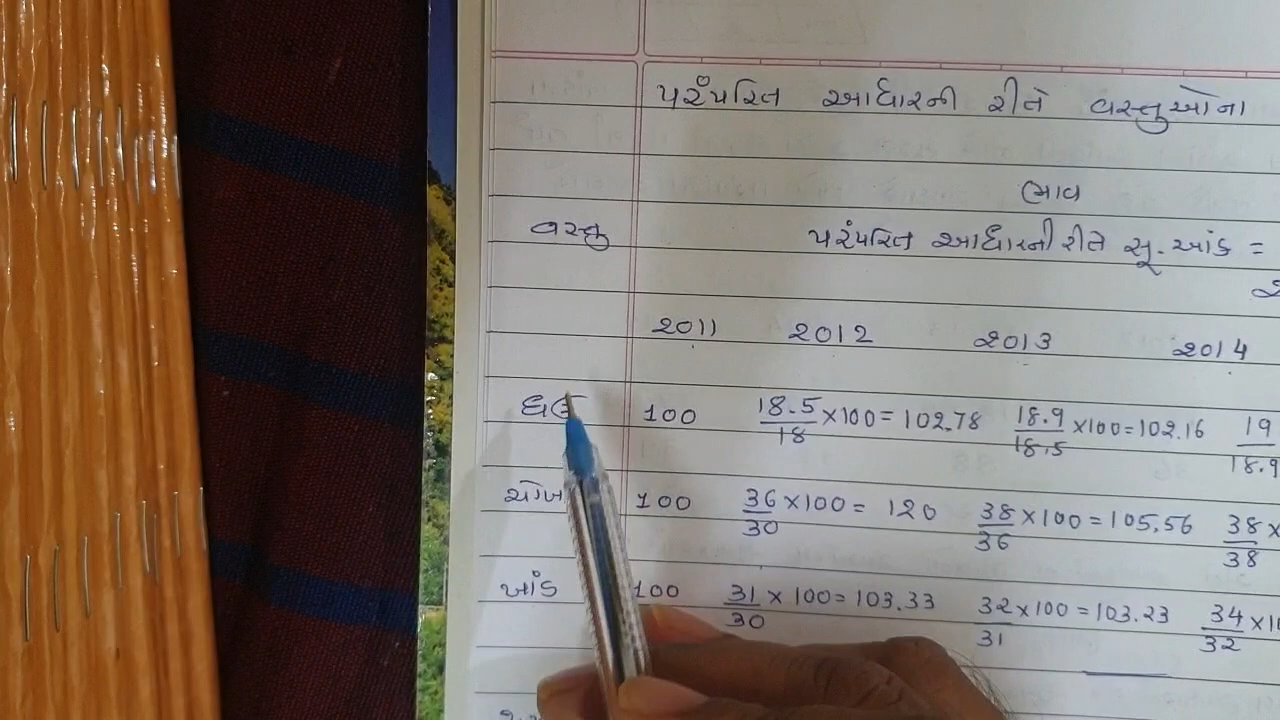 પરંપરિત આધારની રીતે વસ્તુઓના
ભાવ
વસ્તુ પરંપરિત આધારની રીતે સૂ. આંક =
2011 2012 2013 2014
ઘઉં 100 18.5/18 ×100 = 102.78 18.9/18.5 ×100 = 102.16 19/18.9
ચોખા 100 36/30 ×100 = 120 38/36 ×100 = 105.56 38/38 ×
ખાંડ 100 31/30 × 100 = 103.33 32/31 ×100 = 103.23 34/32 ×10